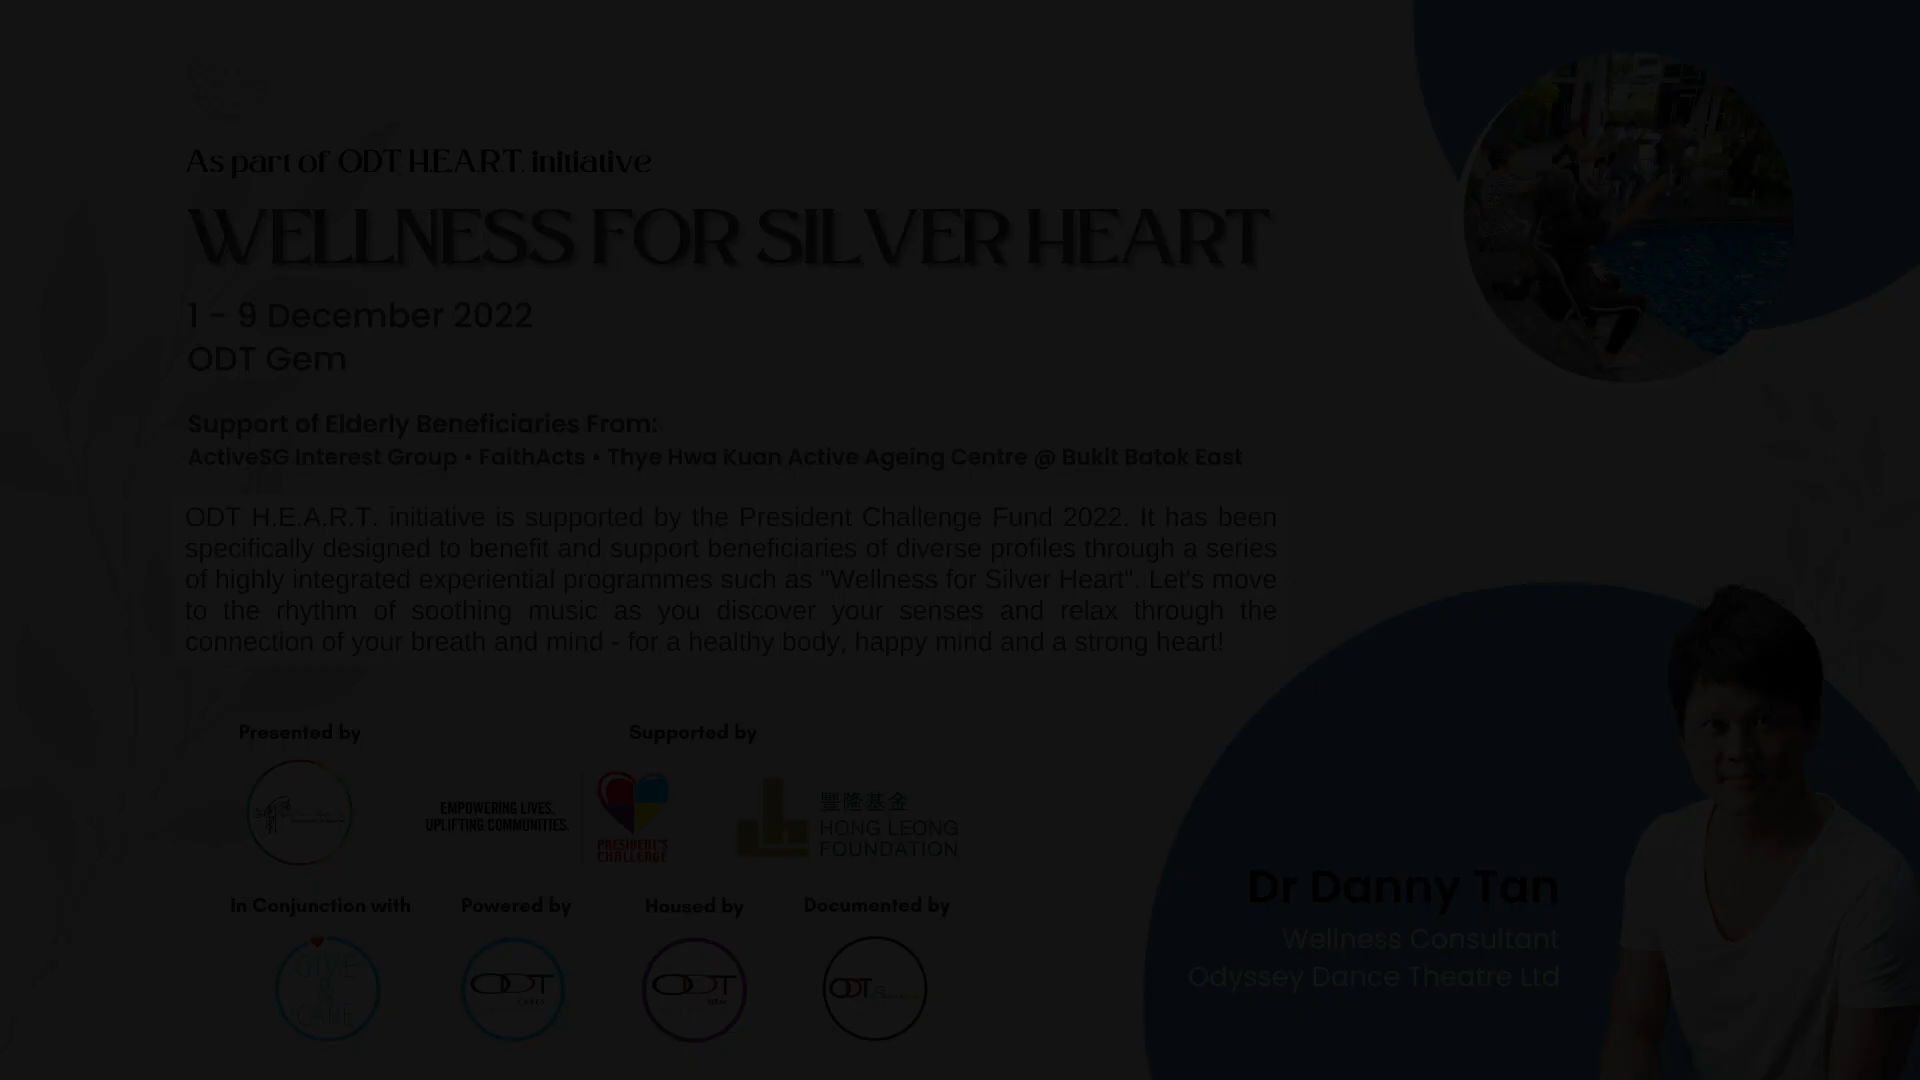 As part of ODT H.E.A.R.T. initiative
WELLNESS FOR SILVER HEART
1 - 9 December 2022
ODT Gem
Support of Elderly Beneficiaries From:
ActiveSG Interest Group • FaithActs • Thye Hwa Kuan Active Ageing Centre @ Bukit Batok East
ODT H.E.A.R.T. initiative is supported by the President Challenge Fund 2022. It has been
specifically designed to benefit and support beneficiaries of diverse profiles through a series
of highly integrated experiential programmes such as "Wellness for Silver Heart". Let's move
to the rhythm of soothing music as you discover your senses and relax through the
connection of your breath and mind - for a healthy body, happy mind and a strong heart!
Presented by
Supported by
EMPOWERING LIVES.
UPLIFTING COMMUNITIES.
PRESIDENT'S
CHALLENGE
豐隆基金
HONG LEONG
FOUNDATION
In Conjunction with
Powered by
Housed by
Documented by
GIVE
CARE
ODT
CARES
ODT
GEM
ODT
Dr Danny Tan
Wellness Consultant
Odyssey Dance Theatre Ltd